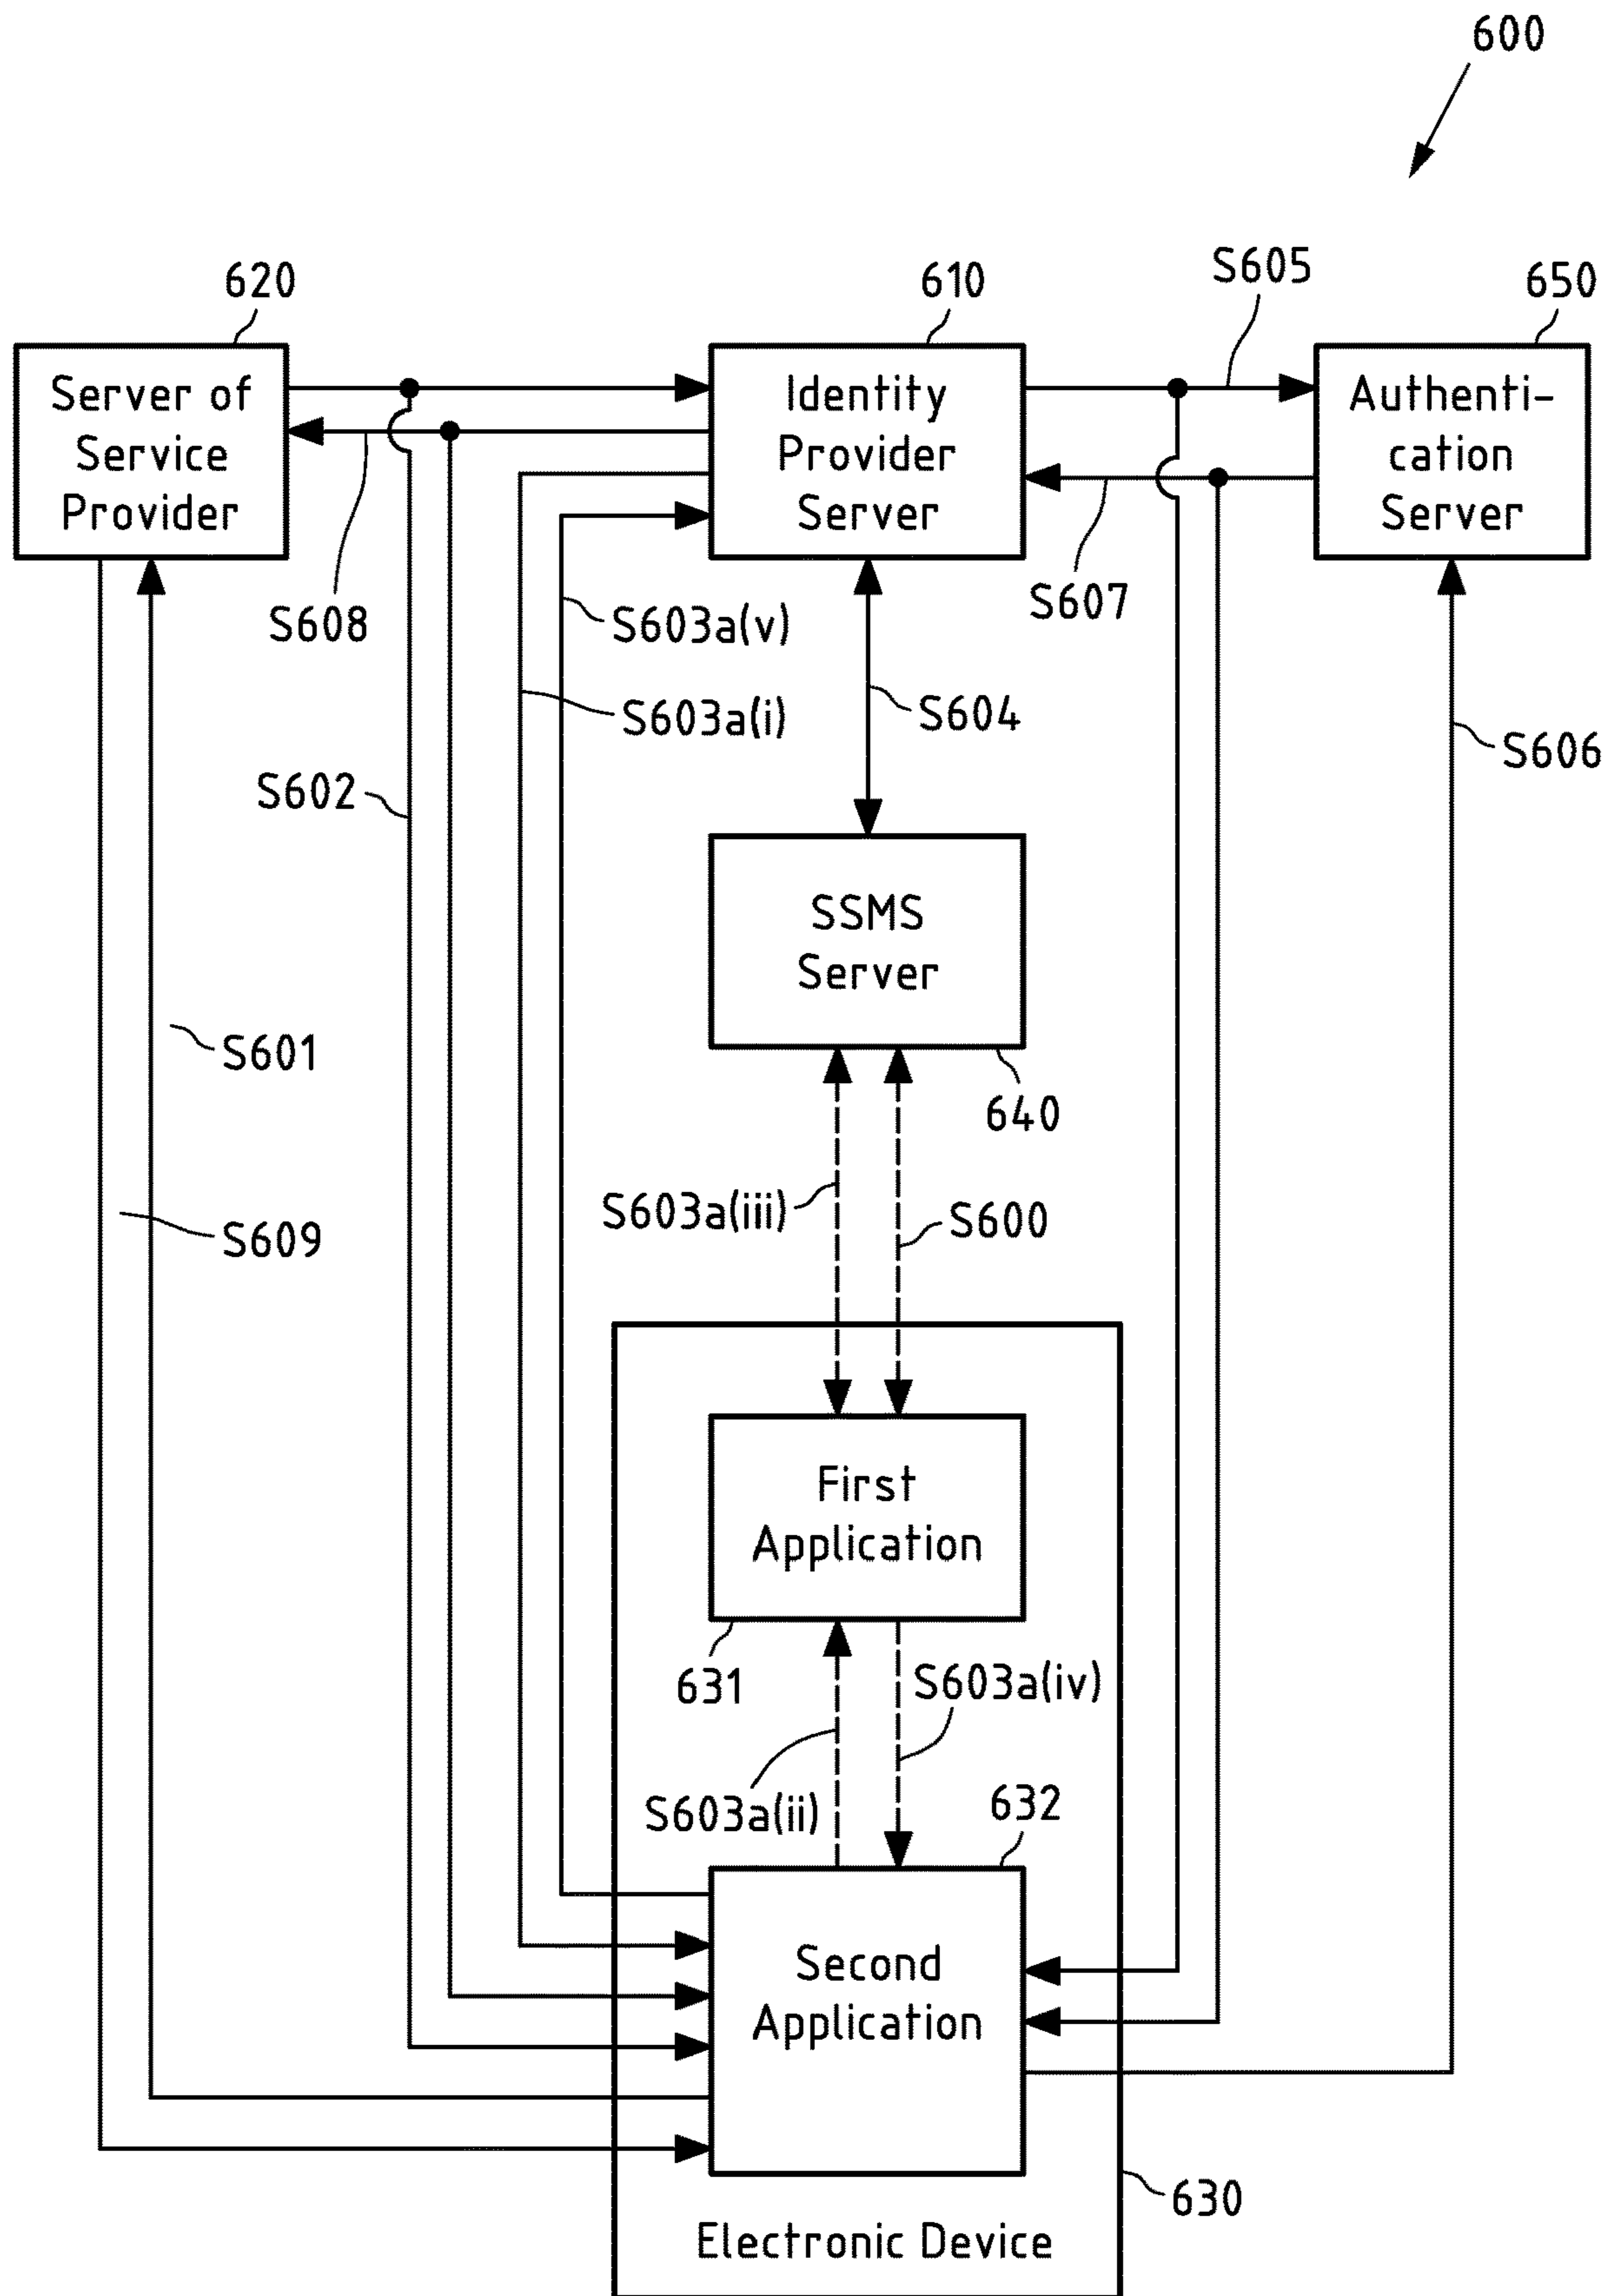 600
620
610
S605
650
Server of
Service
Provider
Identity
Provider
Server
Authenti-
cation
Server
S608
S603a(v)
S607
S603a(i)
S604
S602
S606
SSMS
Server
S601
640
S603a(iii)
S600
S609
First
Application
631
S603a(iv)
S603a(ii)
632
Second
Application
630
Electronic Device